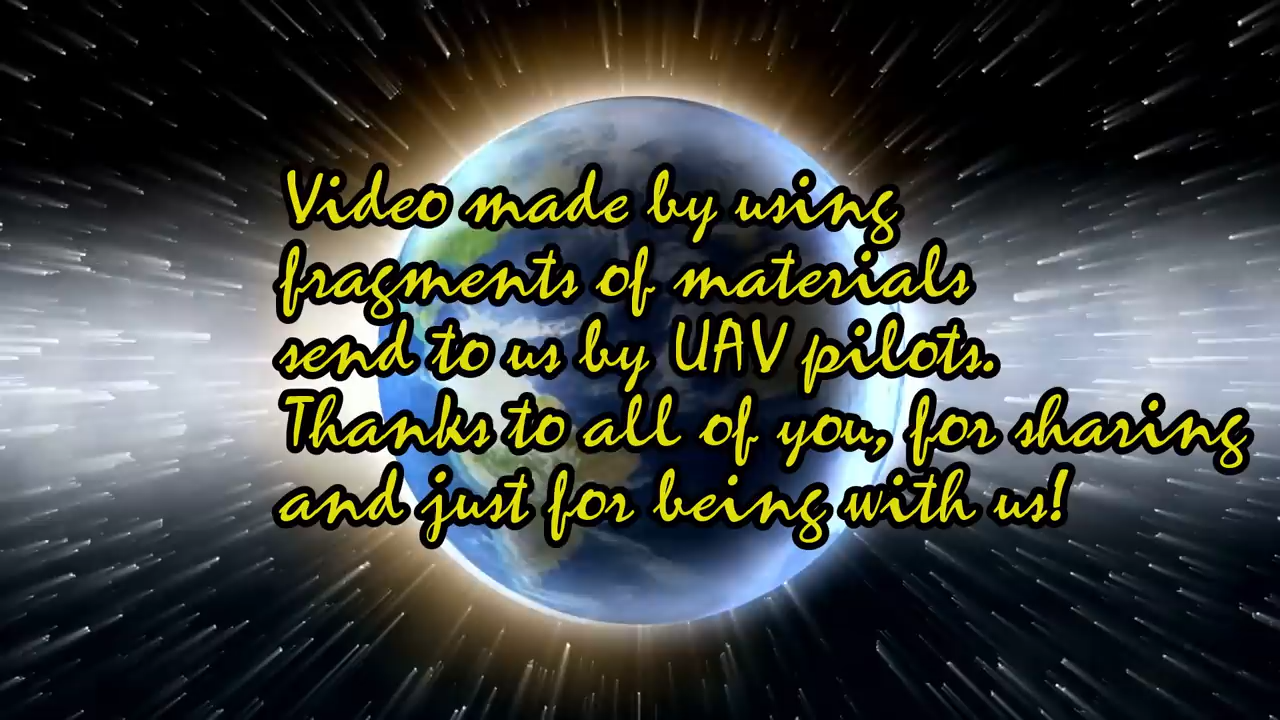 Video made by using
fragments of materials
send to us by UAV pilots.
Thanks to all of you, for sharing
and just for being with us!